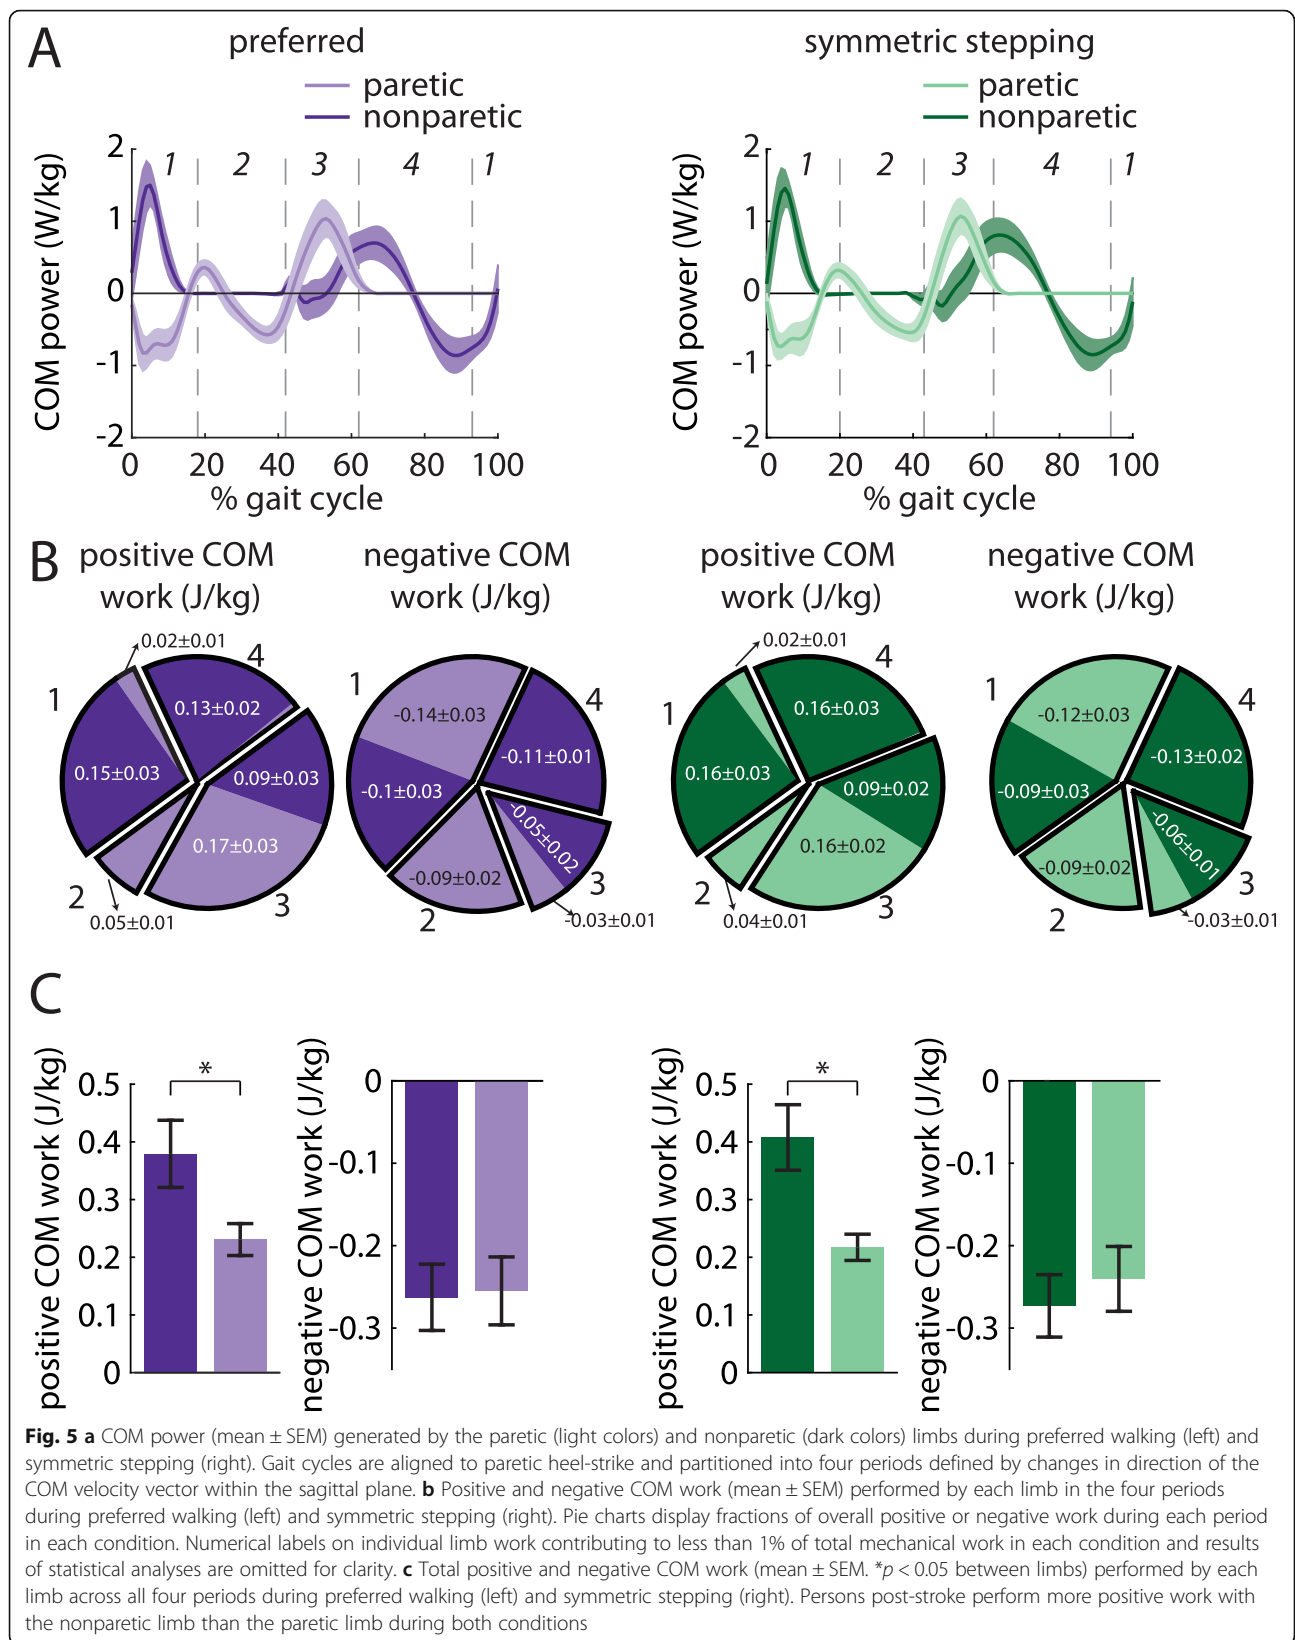 A
preferred
paretic
nonparetic
symmetric stepping
paretic
nonparetic
COM power (W/kg)
2
1
0
-1
-2
1 2 3 4 1
0 20 40 60 80 100
% gait cycle
COM power (W/kg)
2
1
0
-1
-2
1 2 3 4 1
0 20 40 60 80 100
% gait cycle
B
positive COM
work (J/kg)
0.02±0.01
4
1
0.13±0.02
0.15±0.03
0.09±0.03
0.17±0.03
2
3
0.05±0.01
negative COM
work (J/kg)
1
4
-0.14±0.03
-0.11±0.01
-0.1±0.03
-0.05±0.02
-0.09±0.02
3
2
-0.03±0.01
positive COM
work (J/kg)
0.02±0.01
4
1
0.16±0.03
0.16±0.03
0.09±0.02
0.16±0.02
2
3
0.04±0.01
negative COM
work (J/kg)
1
4
-0.12±0.03
-0.13±0.02
-0.09±0.03
-0.06±0.01
-0.09±0.02
3
2
-0.03±0.01
C
positive COM work (J/kg)
0.5
0.4
0.3
0.2
0.1
0
*
negative COM work (J/kg)
0
-0.1
-0.2
-0.3
positive COM work (J/kg)
0.5
0.4
0.3
0.2
0.1
0
*
negative COM work (J/kg)
0
-0.1
-0.2
-0.3
Fig. 5 a COM power (mean ± SEM) generated by the paretic (light colors) and nonparetic (dark colors) limbs during preferred walking (left) and
symmetric stepping (right). Gait cycles are aligned to paretic heel-strike and partitioned into four periods defined by changes in direction of the
COM velocity vector within the sagittal plane. b Positive and negative COM work (mean ± SEM) performed by each limb in the four periods
during preferred walking (left) and symmetric stepping (right). Pie charts display fractions of overall positive or negative work during each period
in each condition. Numerical labels on individual limb work contributing to less than 1% of total mechanical work in each condition and results
of statistical analyses are omitted for clarity. c Total positive and negative COM work (mean ± SEM. *p < 0.05 between limbs) performed by each
limb across all four periods during preferred walking (left) and symmetric stepping (right). Persons post-stroke perform more positive work with
the nonparetic limb than the paretic limb during both conditions